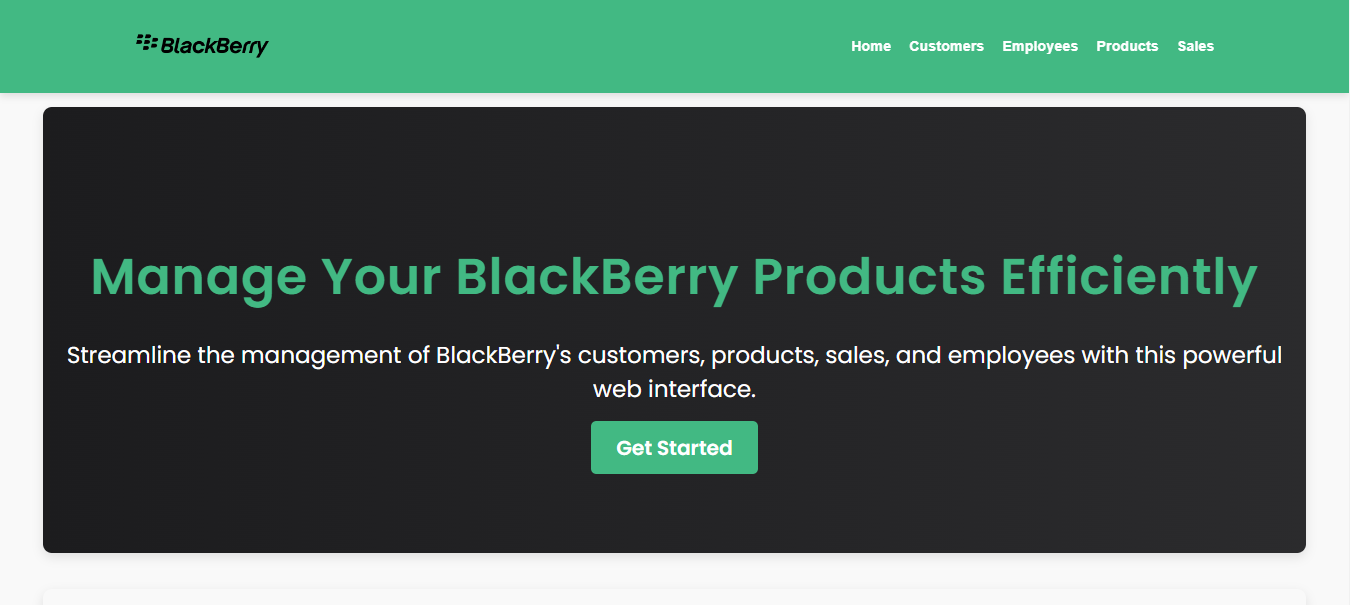 BlackBerry
Home Customers Employees Products Sales
Manage Your BlackBerry Products Efficiently
Streamline the management of BlackBerry's customers, products, sales, and employees with this powerful
web interface.
Get Started